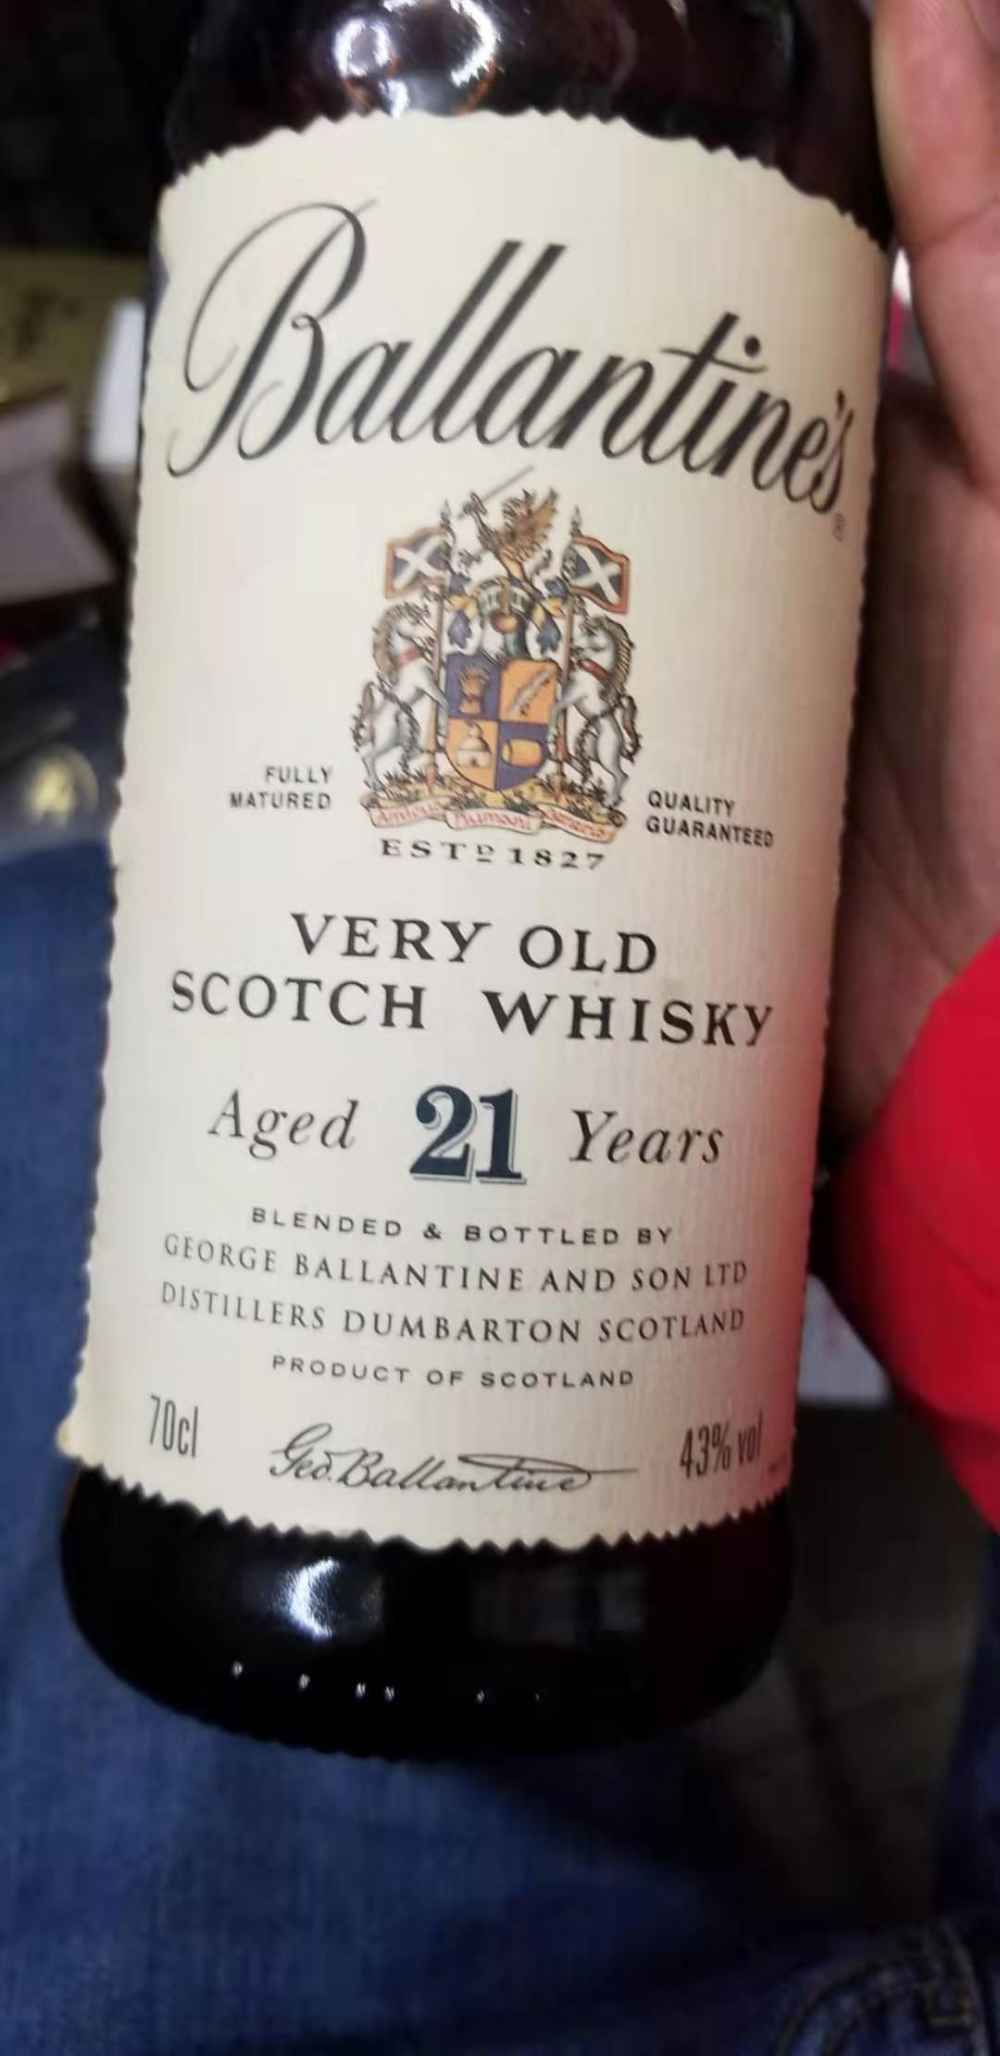 Ballantine's
FULLY
MATURED
QUALITY
GUARANTEED
ESTD 1827
VERY OLD
SCOTCH WHISKY
Aged 21 Years
BLENDED & BOTTLED BY
GEORGE BALLANTINE AND SON LTD
DISTILLERS DUMBARTON SCOTLAND
PRODUCT OF SCOTLAND
70cl
Geo. Ballantine
43% vol